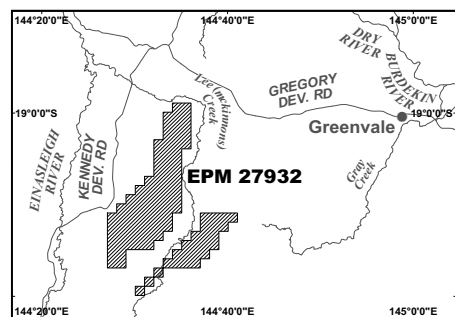 144°20'0"E
144°40'0"E
145°0'0"E
DRY
RIVER
BURDEKIN
RIVER
Lee (mckinnons)
Creek
GREGORY
DEV. RD
19°0'0"S
19°0'0"S
Greenvale
KENNEDY
DEV. RD
EINASLEIGH
RIVER
Gray
Creek
EPM 27932
144°20'0"E
144°40'0"E
145°0'0"E